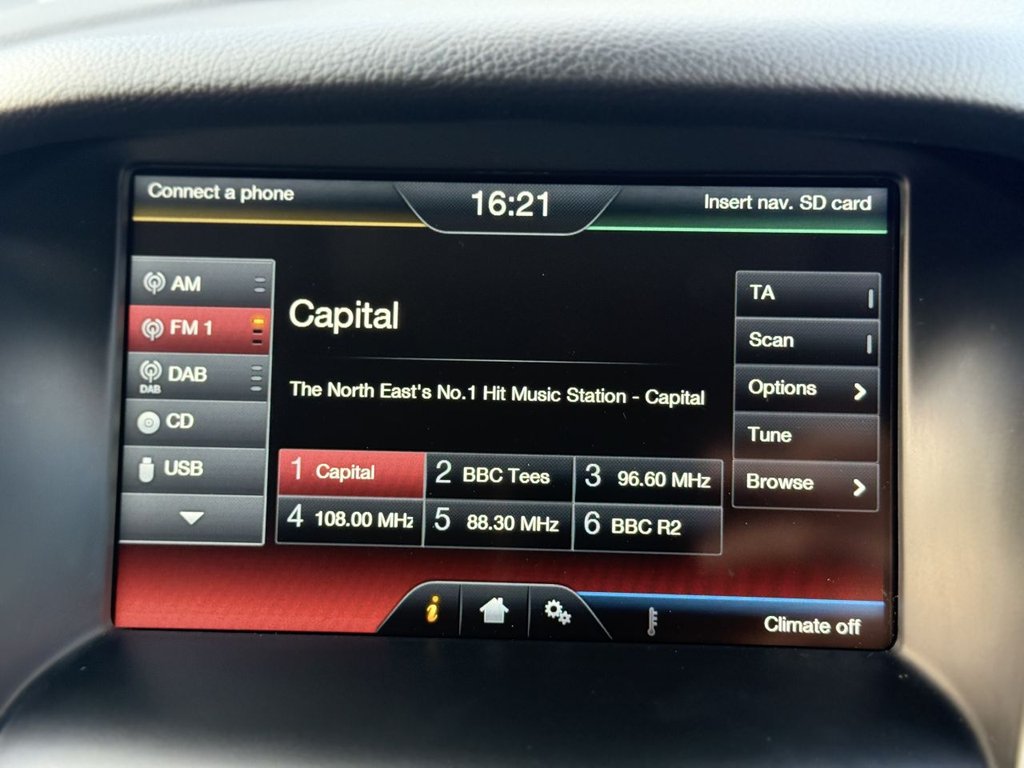 Connect a phone
16:21
Insert nav. SD card
AM
FM 1
DAB
DAB
CD
USB
Capital
The North East's No.1 Hit Music Station - Capital
1 Capital
2 BBC Tees
3 96.60 MHz
4 108.00 MHz
5 88.30 MHz
6 BBC R2
TA
Scan
Options
Tune
Browse
i
Climate off